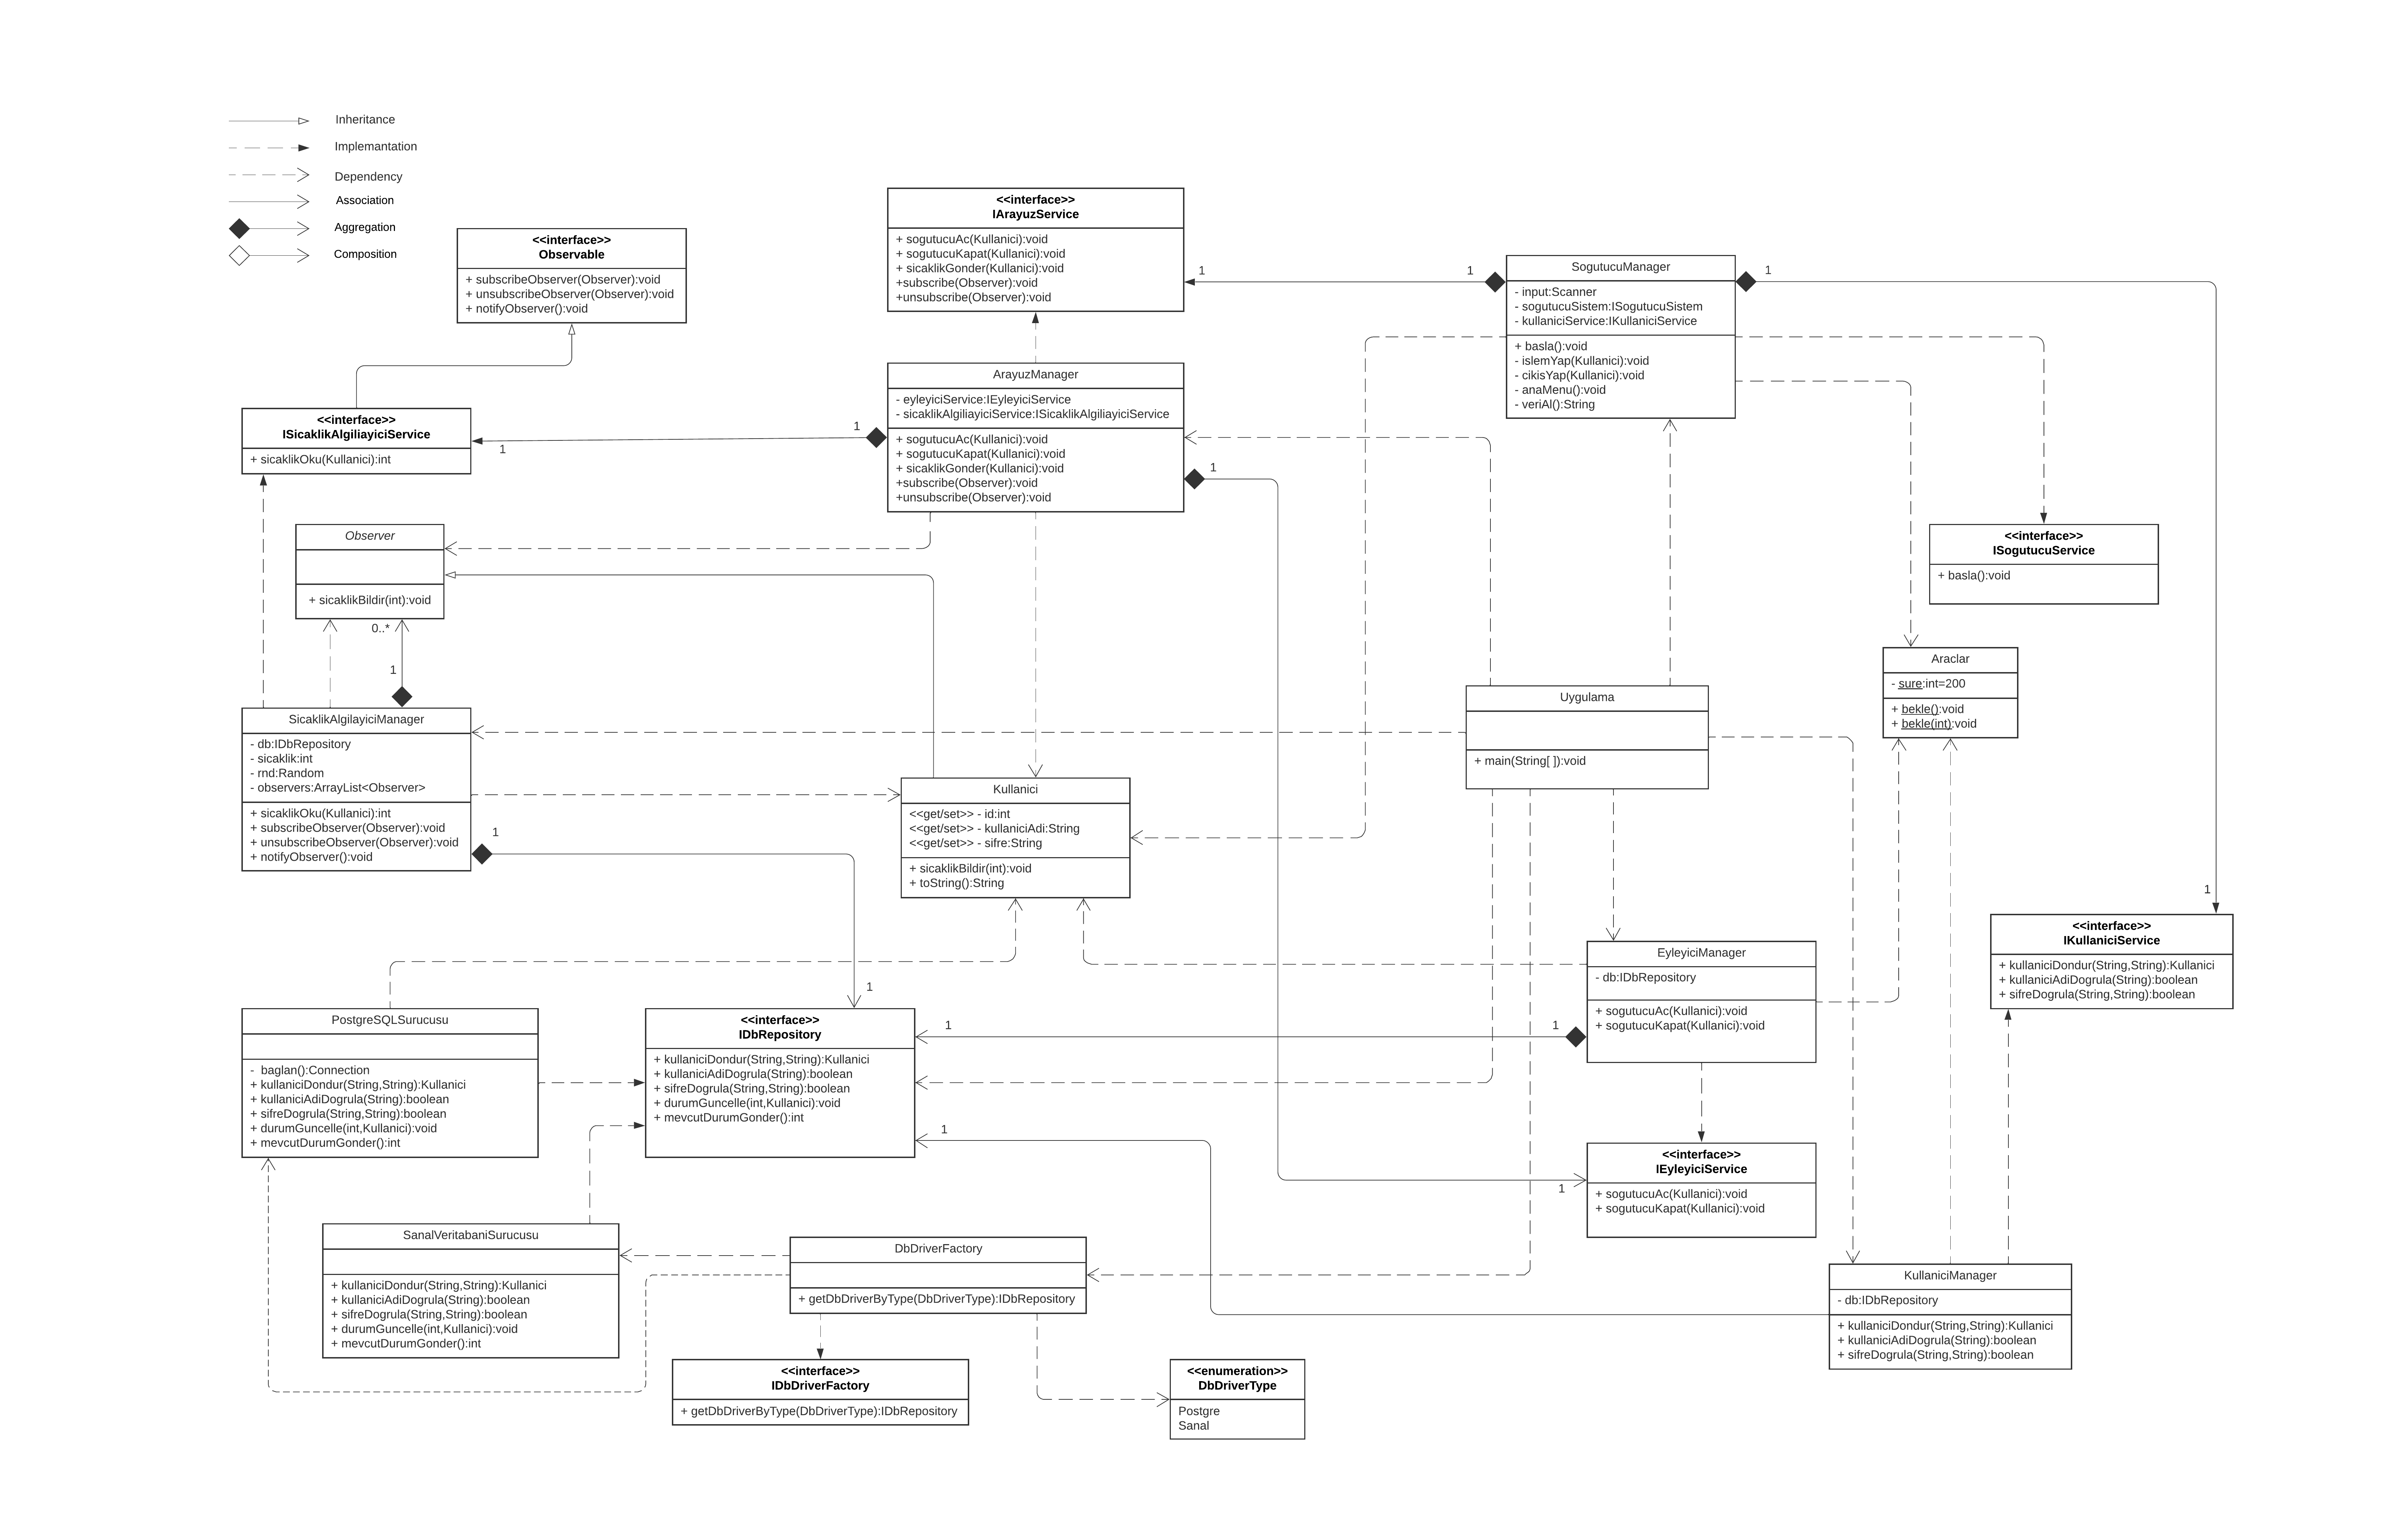 Inheritance
Implemantation
Dependency
Association
Aggregation
Composition
<<interface>>
Observable
+ subscribeObserver(Observer):void
+ unsubscribeObserver(Observer):void
+ notifyObserver():void
<<interface>>
IArayuzService
+ sogutucuAc(Kullanici):void
+ sogutucuKapat(Kullanici):void
+ sicaklikGonder(Kullanici):void
+subscribe(Observer):void
+unsubscribe(Observer):void
1
1
SogutucuManager
- input:Scanner
- sogutucuSistem:ISogutucuSistem
- kullaniciService:IKullaniciService
+ basla():void
- islemYap(Kullanici):void
- cikisYap(Kullanici):void
- anaMenu():void
- veriAl():String
1
ArayuzManager
- eyleyiciService:IEyleyiciService
- sicaklikAlgiliayiciService:ISicaklikAlgiliayiciService
+ sogutucuAc(Kullanici):void
+ sogutucuKapat(Kullanici):void
+ sicaklikGonder(Kullanici):void
+subscribe(Observer):void
+unsubscribe(Observer):void
<<interface>>
ISicaklikAlgiliayiciService
+ sicaklikOku(Kullanici):int
1
1
1
Observer
+ sicaklikBildir(int):void
0..*
1
<<interface>>
ISogutucuService
+ basla():void
Araclar
- sure:int=200
+ bekle():void
+ bekle(int):void
Uygulama
+ main(String[ ]):void
SicaklikAlgilayiciManager
- db:IDbRepository
- sicaklik:int
- rnd:Random
- observers:ArrayList<Observer>
+ sicaklikOku(Kullanici):int
+ subscribeObserver(Observer):void
+ unsubscribeObserver(Observer):void
+ notifyObserver():void
1
Kullanici
<<get/set>> - id:int
<<get/set>> - kullaniciAdi:String
<<get/set>> - sifre:String
+ sicaklikBildir(int):void
+ toString():String
1
<<interface>>
IKullaniciService
+ kullaniciDondur(String,String):Kullanici
+ kullaniciAdiDogrula(String):boolean
+ sifreDogrula(String,String):boolean
EyleyiciManager
- db:IDbRepository
+ sogutucuAc(Kullanici):void
+ sogutucuKapat(Kullanici):void
1
PostgreSQLSurucusu
-  baglan():Connection
+ kullaniciDondur(String,String):Kullanici
+ kullaniciAdiDogrula(String):boolean
+ sifreDogrula(String,String):boolean
+ durumGuncelle(int,Kullanici):void
+ mevcutDurumGonder():int
<<interface>>
IDbRepository
+ kullaniciDondur(String,String):Kullanici
+ kullaniciAdiDogrula(String):boolean
+ sifreDogrula(String,String):boolean
+ durumGuncelle(int,Kullanici):void
+ mevcutDurumGonder():int
1
1
1
<<interface>>
IEyleyiciService
+ sogutucuAc(Kullanici):void
+ sogutucuKapat(Kullanici):void
1
SanalVeritabaniSurucusu
+ kullaniciDondur(String,String):Kullanici
+ kullaniciAdiDogrula(String):boolean
+ sifreDogrula(String,String):boolean
+ durumGuncelle(int,Kullanici):void
+ mevcutDurumGonder():int
DbDriverFactory
+ getDbDriverByType(DbDriverType):IDbRepository
KullaniciManager
- db:IDbRepository
+ kullaniciDondur(String,String):Kullanici
+ kullaniciAdiDogrula(String):boolean
+ sifreDogrula(String,String):boolean
<<interface>>
IDbDriverFactory
+ getDbDriverByType(DbDriverType):IDbRepository
<<enumeration>>
DbDriverType
Postgre
Sanal